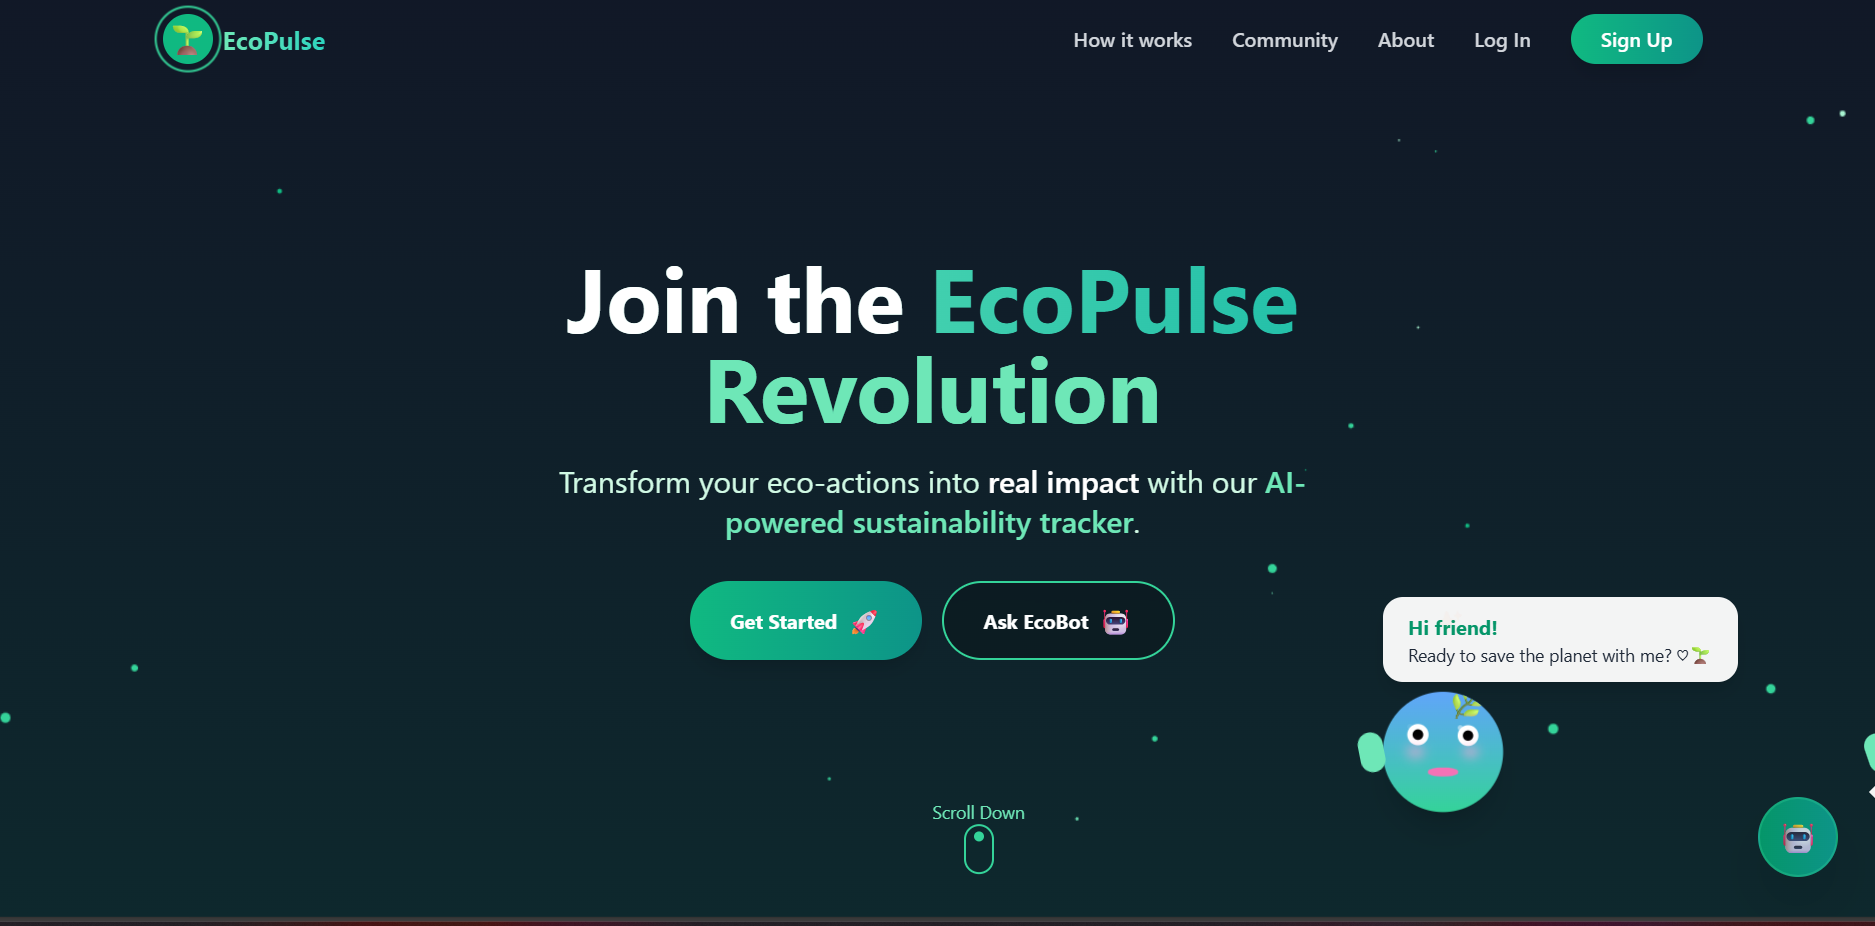 EcoPulse
How it works
Community
About
Log In
Sign Up
Join the EcoPulse
Revolution
Transform your eco-actions into real impact with our AI-
powered sustainability tracker.
Get Started 🚀
Ask EcoBot 🤖
Hi friend!
Ready to save the planet with me? ♡🌱
Scroll Down